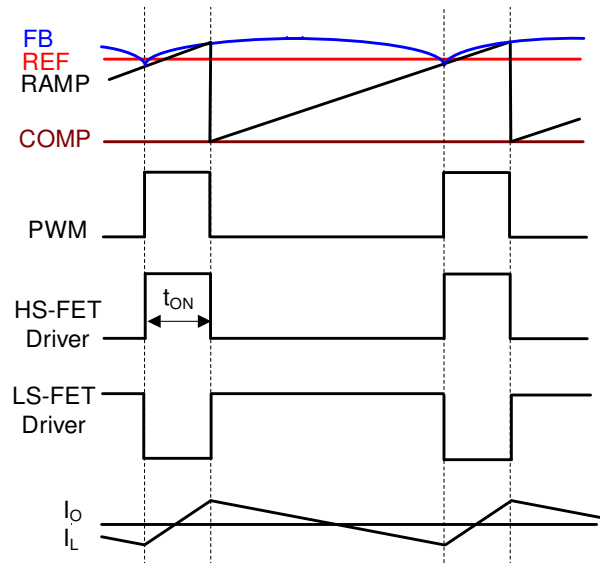 FB
REF
RAMP
COMP
PWM
HS-FET
Driver
tON
LS-FET
Driver
IO
IL